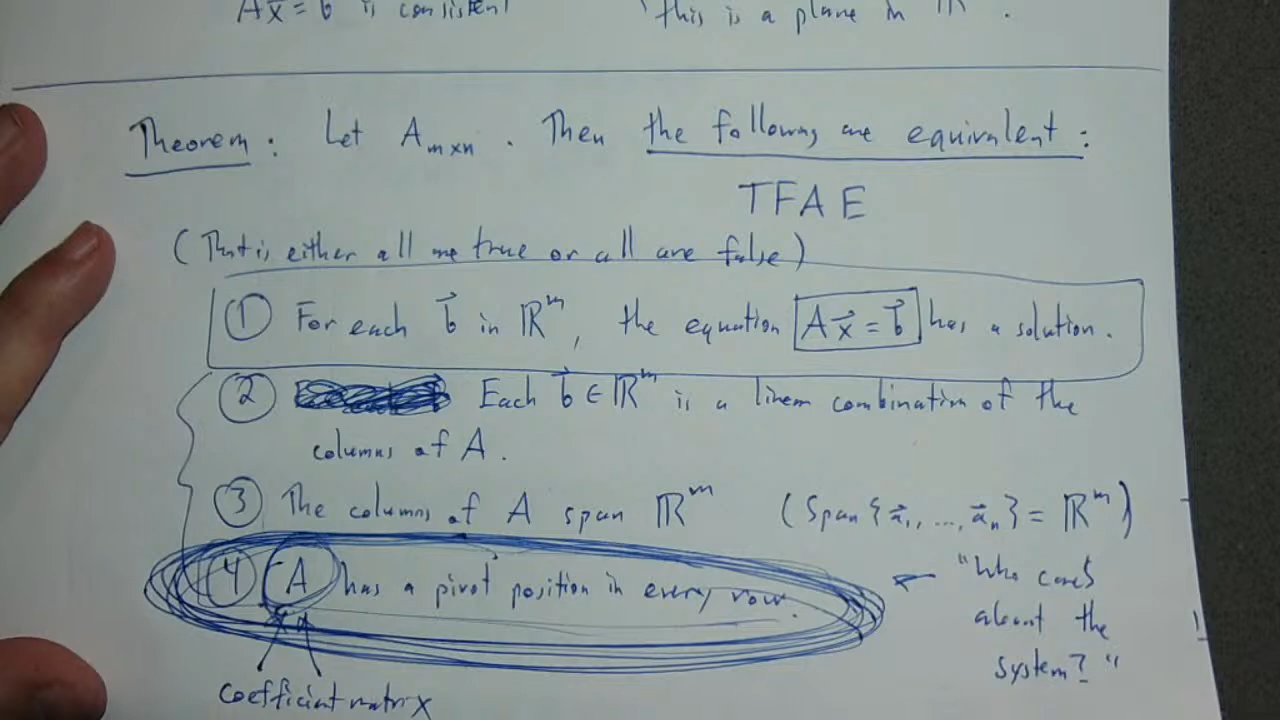 Ax⃗ = b⃗ is consistent "this is a plane in ℝ .
Theorem: Let A m×n . Then the following are equivalent:
TFAE
(That is either all are true or all are false)
① For each b⃗ in ℝᵐ, the equation Ax⃗ = b⃗ has a solution.
② Each b⃗ ∈ ℝᵐ is a linear combination of the
columns of A.
③ The columns of A span ℝᵐ (Span{a⃗₁, ..., a⃗ₙ} = ℝᵐ)
④ A has a pivot position in every row.
"Who cares
about the
system?"
coefficient matrix